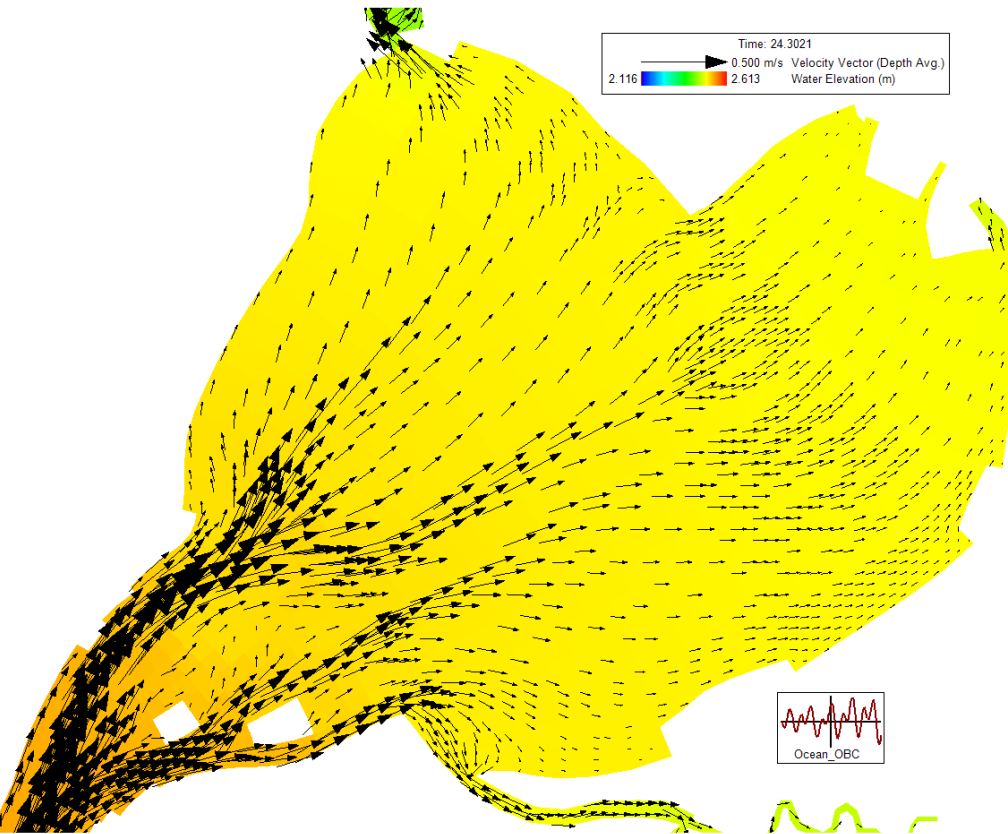 Time: 24.3021
0.500 m/s Velocity Vector (Depth Avg.)
2.116 2.613 Water Elevation (m)
Ocean_OBC